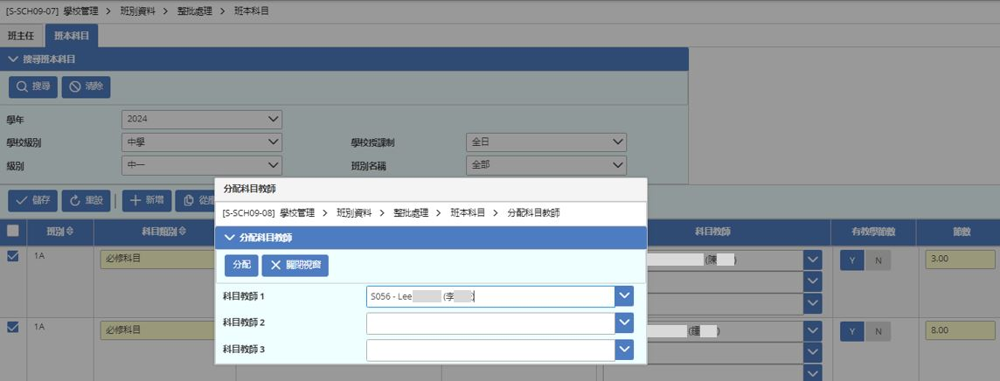 [S-SCH09-07] 學校管理 > 班別資料 > 整批處理 > 班本科目
班主任 班本科目
搜尋班本科目
搜尋 清除
學年 2024
學校級別 中學 學校授課制 全日
級別 中一 班別名稱 全部
儲存 重設 新增
分配科目教師
[S-SCH09-08] 學校管理 > 班別資料 > 整批處理 > 班本科目 > 分配科目教師
分配科目教師
分配 關閉視窗
科目教師 1 S056 - Lee (李 )
科目教師 2
科目教師 3
班別 科目類別 科目教師 有教學節數 節數
1A 必修科目 (陳 ) Y N 3.00
1A 必修科目 (鍾 ) Y N 8.00